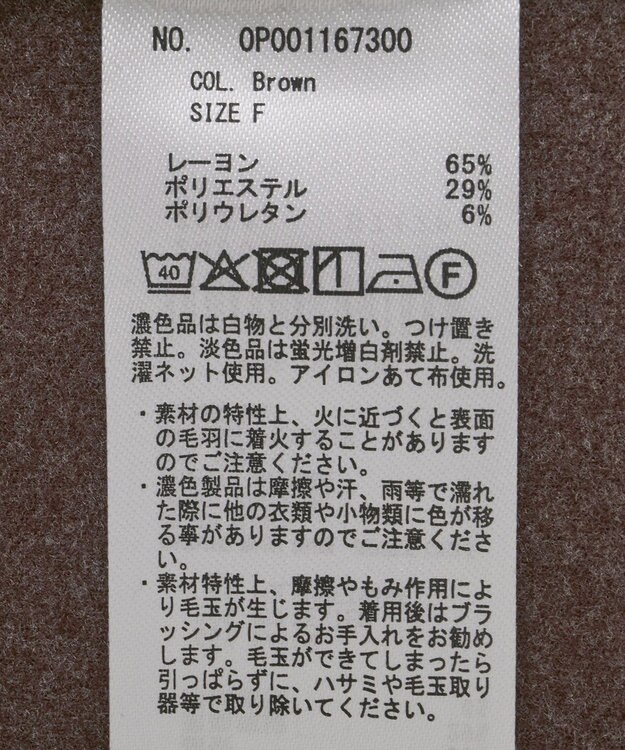 NO. OP001167300
COL. Brown
SIZE F
レーヨン 65%
ポリエステル 29%
ポリウレタン 6%
40 F
濃色品は白物と分別洗い。つけ置き
禁止。淡色品は蛍光増白剤禁止。洗
濯ネット使用。アイロンあて布使用。
・素材の特性上、火に近づくと表面
の毛羽に着火することがあります
のでご注意ください。
・濃色製品は摩擦や汗、雨等で濡れ
た際に他の衣類や小物類に色が移
る事がありますのでご注意くださ
い。
・素材特性上、摩擦やもみ作用によ
り毛玉が生じます。着用後はブラ
ッシングによるお手入れをお勧め
します。毛玉ができてしまったら
引っぱらずに、ハサミや毛玉取り
器等で取り除いてください。